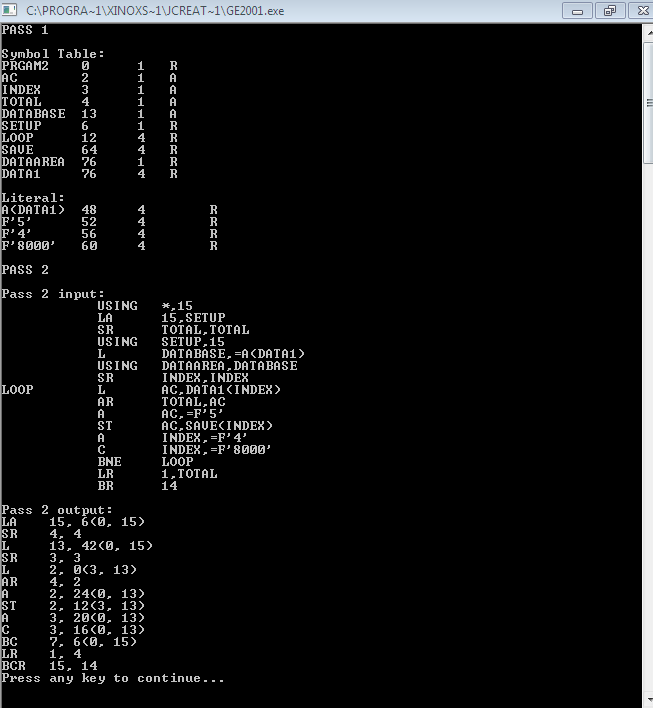 C:\PROGRA~1\XINOXS~1\JCREAT~1\GE2001.exe
PASS 1
Symbol Table:
PRGAM2 0 1 R
AC 2 1 A
INDEX 3 1 A
TOTAL 4 1 A
DATABASE 13 1 A
SETUP 6 1 R
LOOP 12 4 R
SAVE 64 4 R
DATAAREA 76 1 R
DATA1 76 4 R
Literal:
A(DATA1) 48 4 R
F'5' 52 4 R
F'4' 56 4 R
F'8000' 60 4 R
PASS 2
Pass 2 input:
USING *,15
LA 15,SETUP
SR TOTAL,TOTAL
USING SETUP,15
L DATABASE,=A(DATA1)
USING DATAAREA,DATABASE
SR INDEX,INDEX
LOOP L AC,DATA1(INDEX)
AR TOTAL,AC
A AC,=F'5'
ST AC,SAVE(INDEX)
A INDEX,=F'4'
C INDEX,=F'8000'
BNE LOOP
LR 1,TOTAL
BR 14
Pass 2 output:
LA 15, 6(0, 15)
SR 4, 4
L 13, 42(0, 15)
SR 3, 3
L 2, 0(3, 13)
AR 4, 2
A 2, 24(0, 13)
ST 2, 12(3, 13)
A 3, 20(0, 13)
C 3, 16(0, 13)
BC 7, 6(0, 15)
LR 1, 4
BCR 15, 14
Press any key to continue...